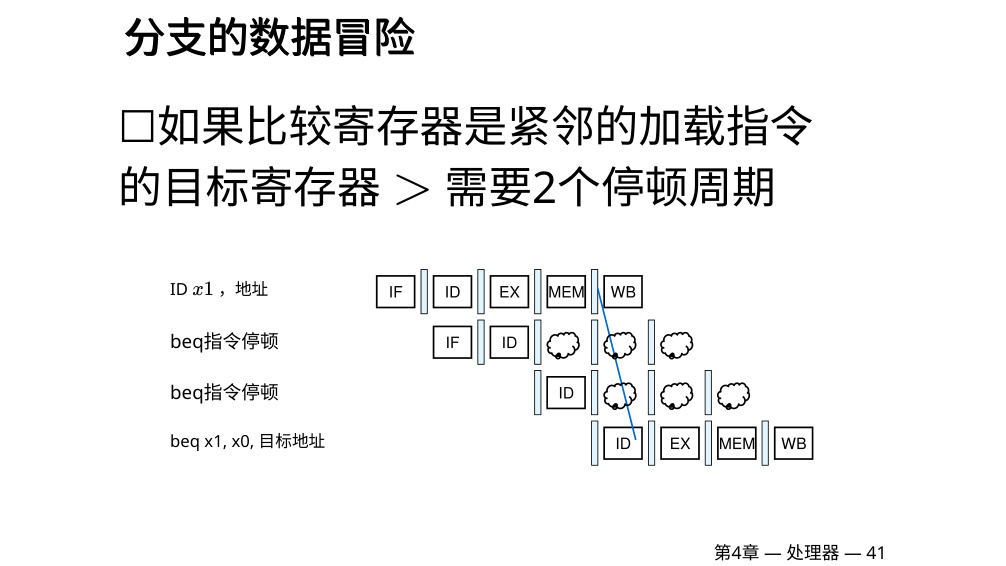 分支的数据冒险
□如果比较寄存器是紧邻的加载指令
的目标寄存器 > 需要2个停顿周期
ID x1，地址 IF ID EX MEM WB
beq指令停顿 IF ID
beq指令停顿 ID
beq x1, x0, 目标地址 ID EX MEM WB
第4章 — 处理器 — 41